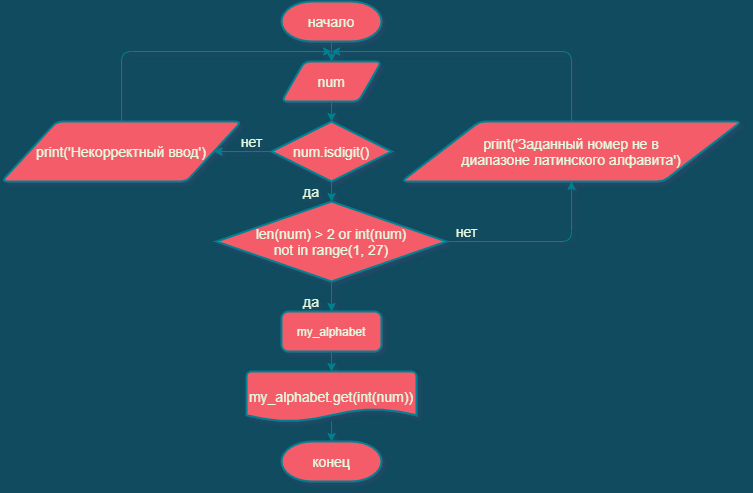 начало
num
print('Некорректный ввод')
нет
num.isdigit()
print('Заданный номер не в
диапазоне латинского алфавита')
да
len(num) > 2 or int(num)
not in range(1, 27)
нет
да
my_alphabet
my_alphabet.get(int(num))
конец